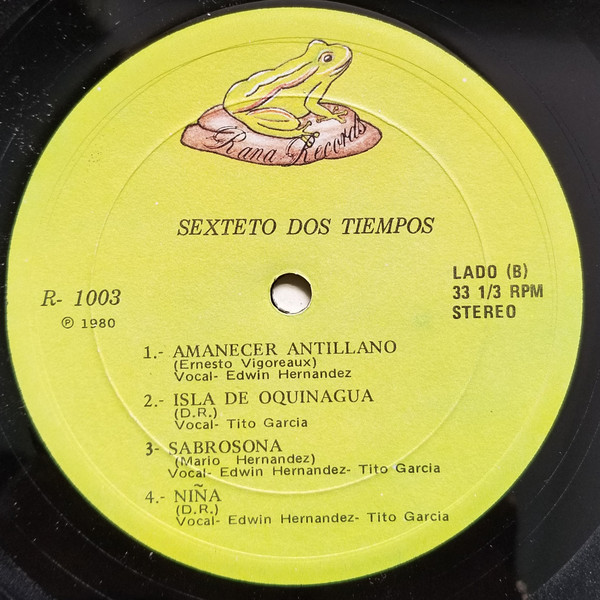 Rana Records
SEXTETO DOS TIEMPOS
R- 1003
℗ 1980
LADO (B)
33 1/3 RPM
STEREO
1.- AMANECER ANTILLANO
(Ernesto Vigoreaux)
Vocal- Edwin Hernandez
2.- ISLA DE OQUINAGUA
(D.R.)
Vocal- Tito Garcia
3- SABROSONA
(Mario Hernandez)
Vocal- Edwin Hernandez- Tito Garcia
4.- NIÑA
(D.R.)
Vocal- Edwin Hernandez- Tito Garcia